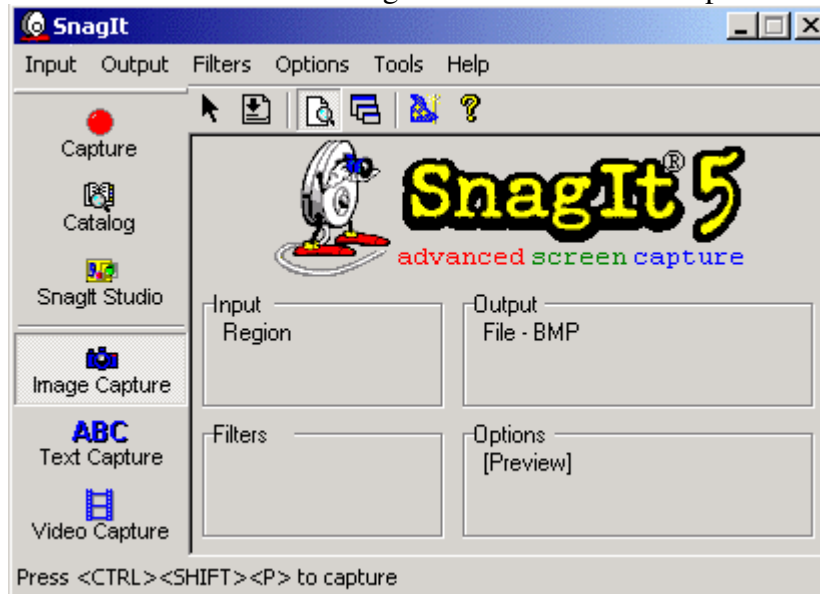 SnagIt
Input Output Filters Options Tools Help
Capture
Catalog
SnagIt Studio
Image Capture
ABC
Text Capture
Video Capture
SnagIt® 5
advanced screen capture
Input
Region
Output
File - BMP
Filters
Options
[Preview]
Press <CTRL><SHIFT><P> to capture